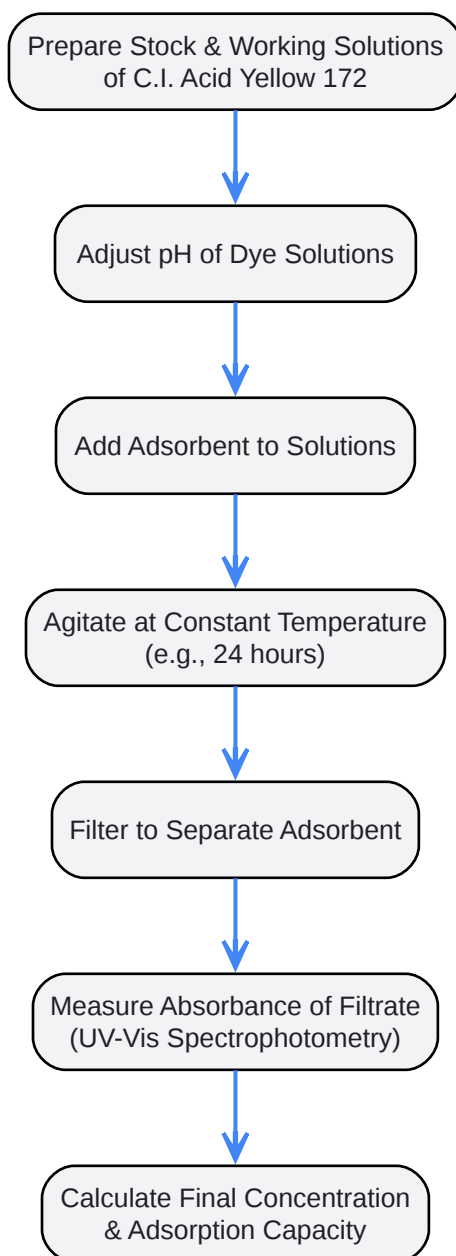 Prepare Stock & Working Solutions
of C.I. Acid Yellow 172
Adjust pH of Dye Solutions
Add Adsorbent to Solutions
Agitate at Constant Temperature
(e.g., 24 hours)
Filter to Separate Adsorbent
Measure Absorbance of Filtrate
(UV-Vis Spectrophotometry)
Calculate Final Concentration
& Adsorption Capacity